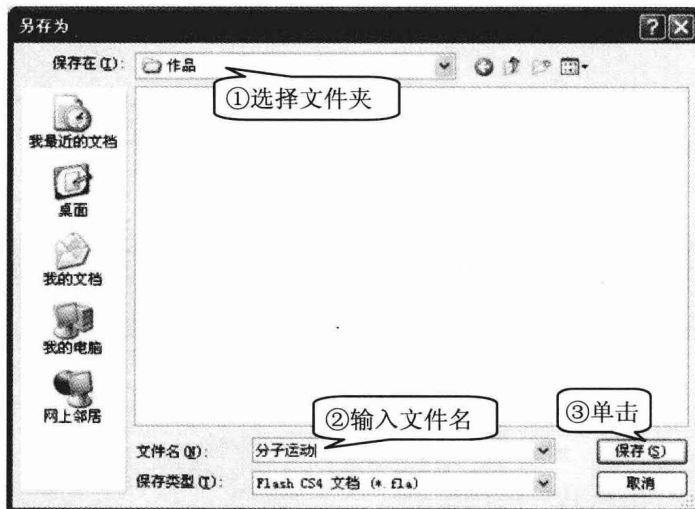 另存为
保存在(I):
作品
①选择文件夹
我最近的文档
桌面
我的文档
我的电脑
网上邻居
②输入文件名
③单击
文件名(N):
分子运动
保存(S)
保存类型(T):
Flash CS4 文档 (*.fla)
取消